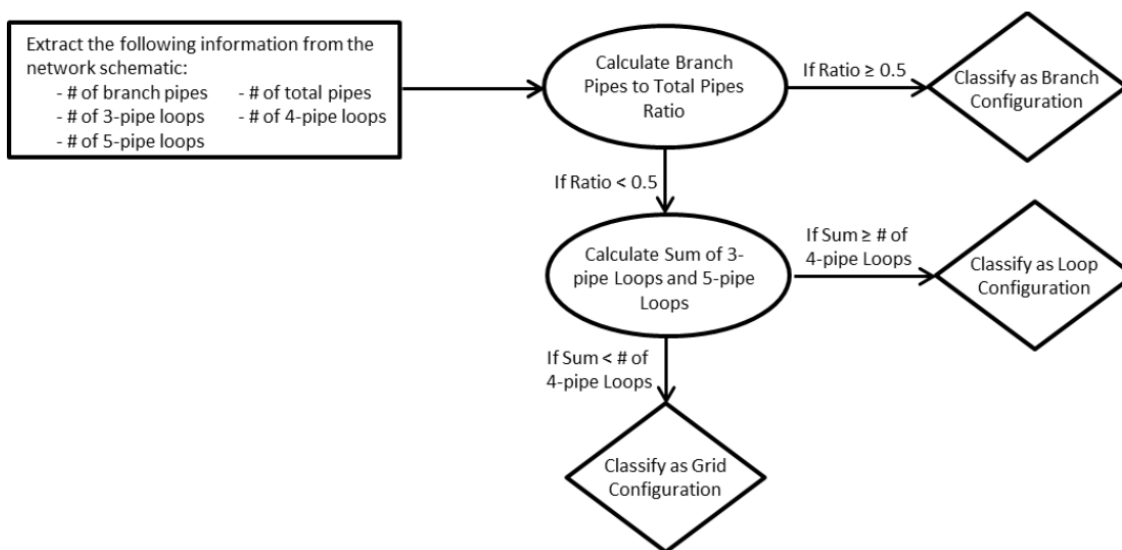 Extract the following information from the
network schematic:
- # of branch pipes - # of total pipes
- # of 3-pipe loops - # of 4-pipe loops
- # of 5-pipe loops
Calculate Branch
Pipes to Total Pipes
Ratio
If Ratio ≥ 0.5
Classify as Branch
Configuration
If Ratio < 0.5
Calculate Sum of 3-
pipe Loops and 5-pipe
Loops
If Sum ≥ # of
4-pipe Loops
Classify as Loop
Configuration
If Sum < # of
4-pipe Loops
Classify as Grid
Configuration